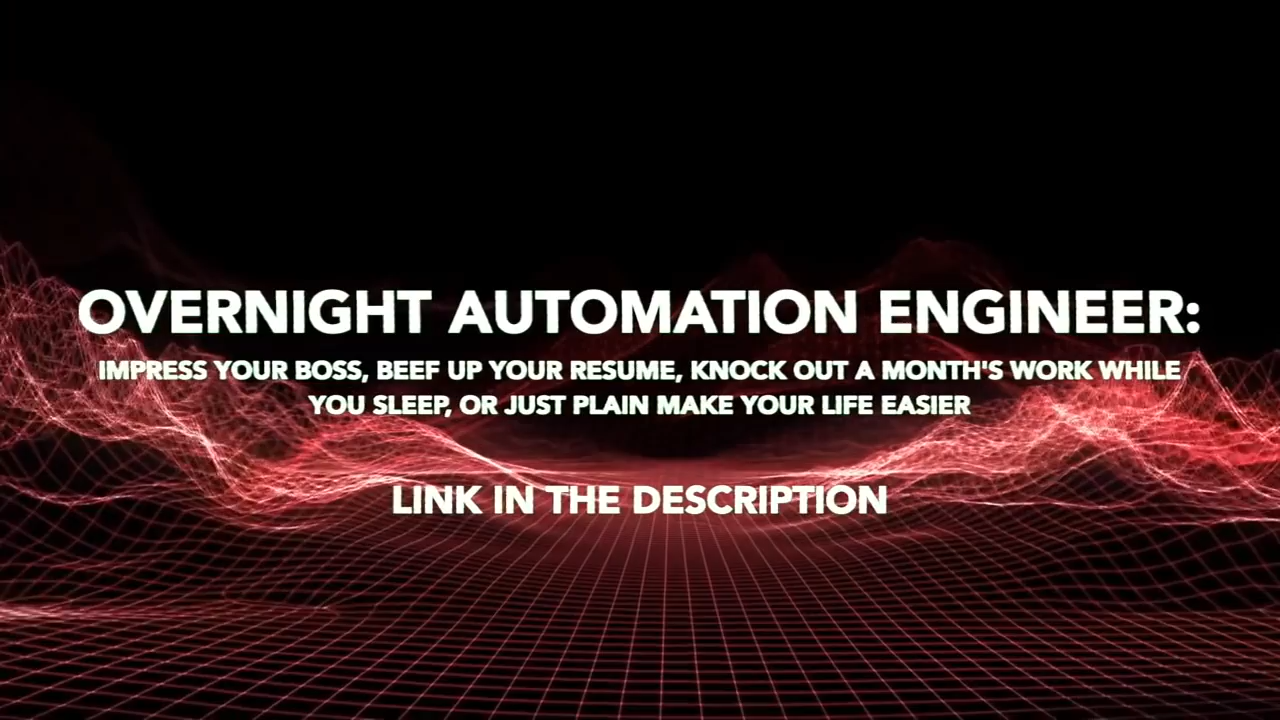 OVERNIGHT AUTOMATION ENGINEER:
IMPRESS YOUR BOSS, BEEF UP YOUR RESUME, KNOCK OUT A MONTH'S WORK WHILE
YOU SLEEP, OR JUST PLAIN MAKE YOUR LIFE EASIER
LINK IN THE DESCRIPTION